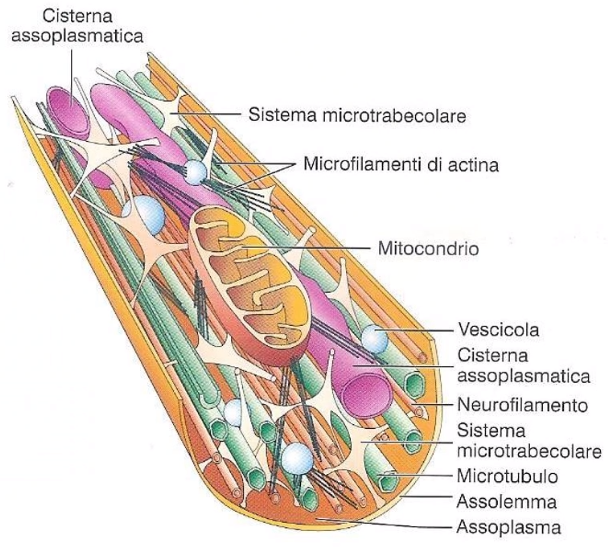 Cisterna
assoplasmatica
Sistema microtrabecolare
Microfilamenti di actina
Mitocondrio
Vescicola
Cisterna
assoplasmatica
Neurofilamento
Sistema
microtrabecolare
Microtubulo
Assolemma
Assoplasma